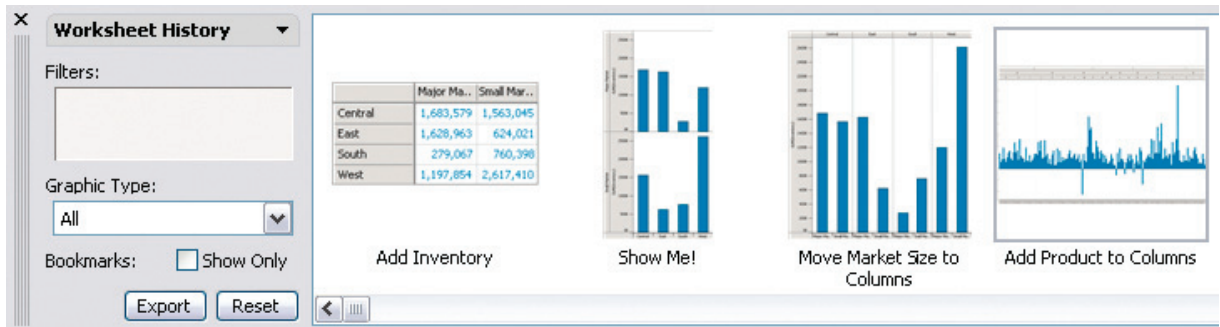 Worksheet History
Filters:
Graphic Type:
All
Bookmarks:
Show Only
Export
Reset
Major Ma.. Small Mar..
Central 1,683,579 1,563,045
East 1,628,963 624,021
South 279,067 760,398
West 1,197,854 2,617,410
Add Inventory
Show Me!
Move Market Size to
Columns
Add Product to Columns